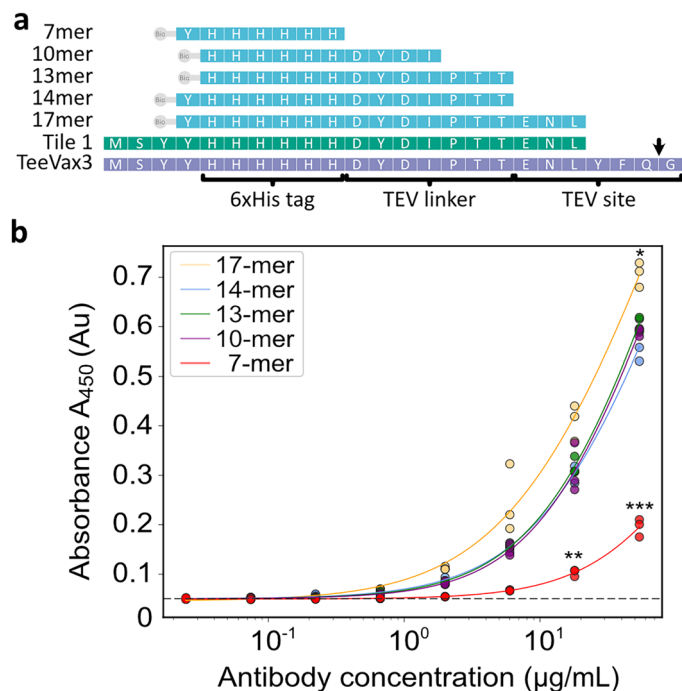 a
7mer Bio Y H H H H H H
10mer Bio H H H H H H D Y D I
13mer Bio H H H H H H D Y D I P T T
14mer Bio Y H H H H H H D Y D I P T T
17mer Bio Y H H H H H H D Y D I P T T E N L
Tile 1 M S Y Y H H H H H H D Y D I P T T E N L
TeeVax3 M S Y Y H H H H H H D Y D I P T T E N L Y F Q G
6xHis tag TEV linker TEV site
b
17-mer
14-mer
13-mer
10-mer
7-mer
*
***
**
Absorbance A450 (Au)
0.7
0.6
0.5
0.4
0.3
0.2
0.1
0
10-1 100 101
Antibody concentration (µg/mL)